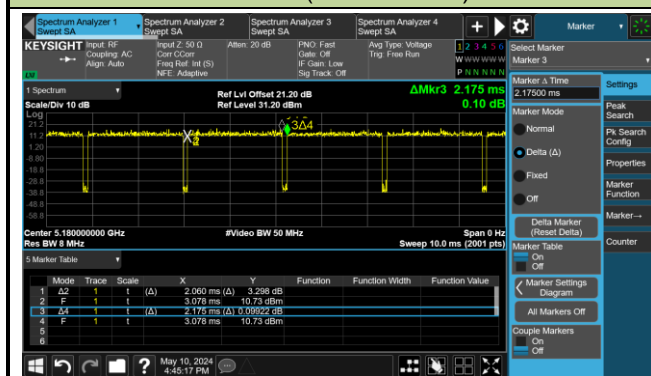 Spectrum Analyzer 1
Swept SA
Spectrum Analyzer 2
Swept SA
Spectrum Analyzer 3
Swept SA
Spectrum Analyzer 4
Swept SA
+
Marker
KEYSIGHT
Input: RF
Coupling: AC
Align: Auto
Input Z: 50 Ω
Corr CCorr
Freq Ref: Int (S)
NFE: Adaptive
Atten: 20 dB
PNO: Fast
Gate: Off
IF Gain: Low
Sig Track: Off
Avg Type: Voltage
Trig: Free Run
1 2 3 4 5 6
W W W W W W
P N N N N N
LXI
Select Marker
Marker 3
1 Spectrum
Scale/Div 10 dB
Ref Lvl Offset 21.20 dB
Ref Level 31.20 dBm
ΔMkr3 2.175 ms
0.10 dB
Log
21.2
11.2
1.20
-8.80
-18.8
-28.8
-38.8
-48.8
-58.8
X2
3Δ4
Center 5.180000000 GHz
Res BW 8 MHz
#Video BW 50 MHz
Span 0 Hz
Sweep 10.0 ms (2001 pts)
5 Marker Table
Mode Trace Scale X Y Function Function Width Function Value
1 Δ2 1 t (Δ) 2.060 ms (Δ) 3.298 dB
2 F 1 t 3.078 ms 10.73 dBm
3 Δ4 1 t (Δ) 2.175 ms (Δ) 0.09922 dB
4 F 1 t 3.078 ms 10.73 dBm
5
6
Marker Δ Time
2.17500 ms
Marker Mode
Normal
Delta (Δ)
Fixed
Off
Delta Marker
(Reset Delta)
Marker Table
On
Off
Marker Settings
Diagram
All Markers Off
Couple Markers
On
Off
Settings
Peak
Search
Pk Search
Config
Properties
Marker
Function
Marker→
Counter
?
May 10, 2024
4:45:17 PM